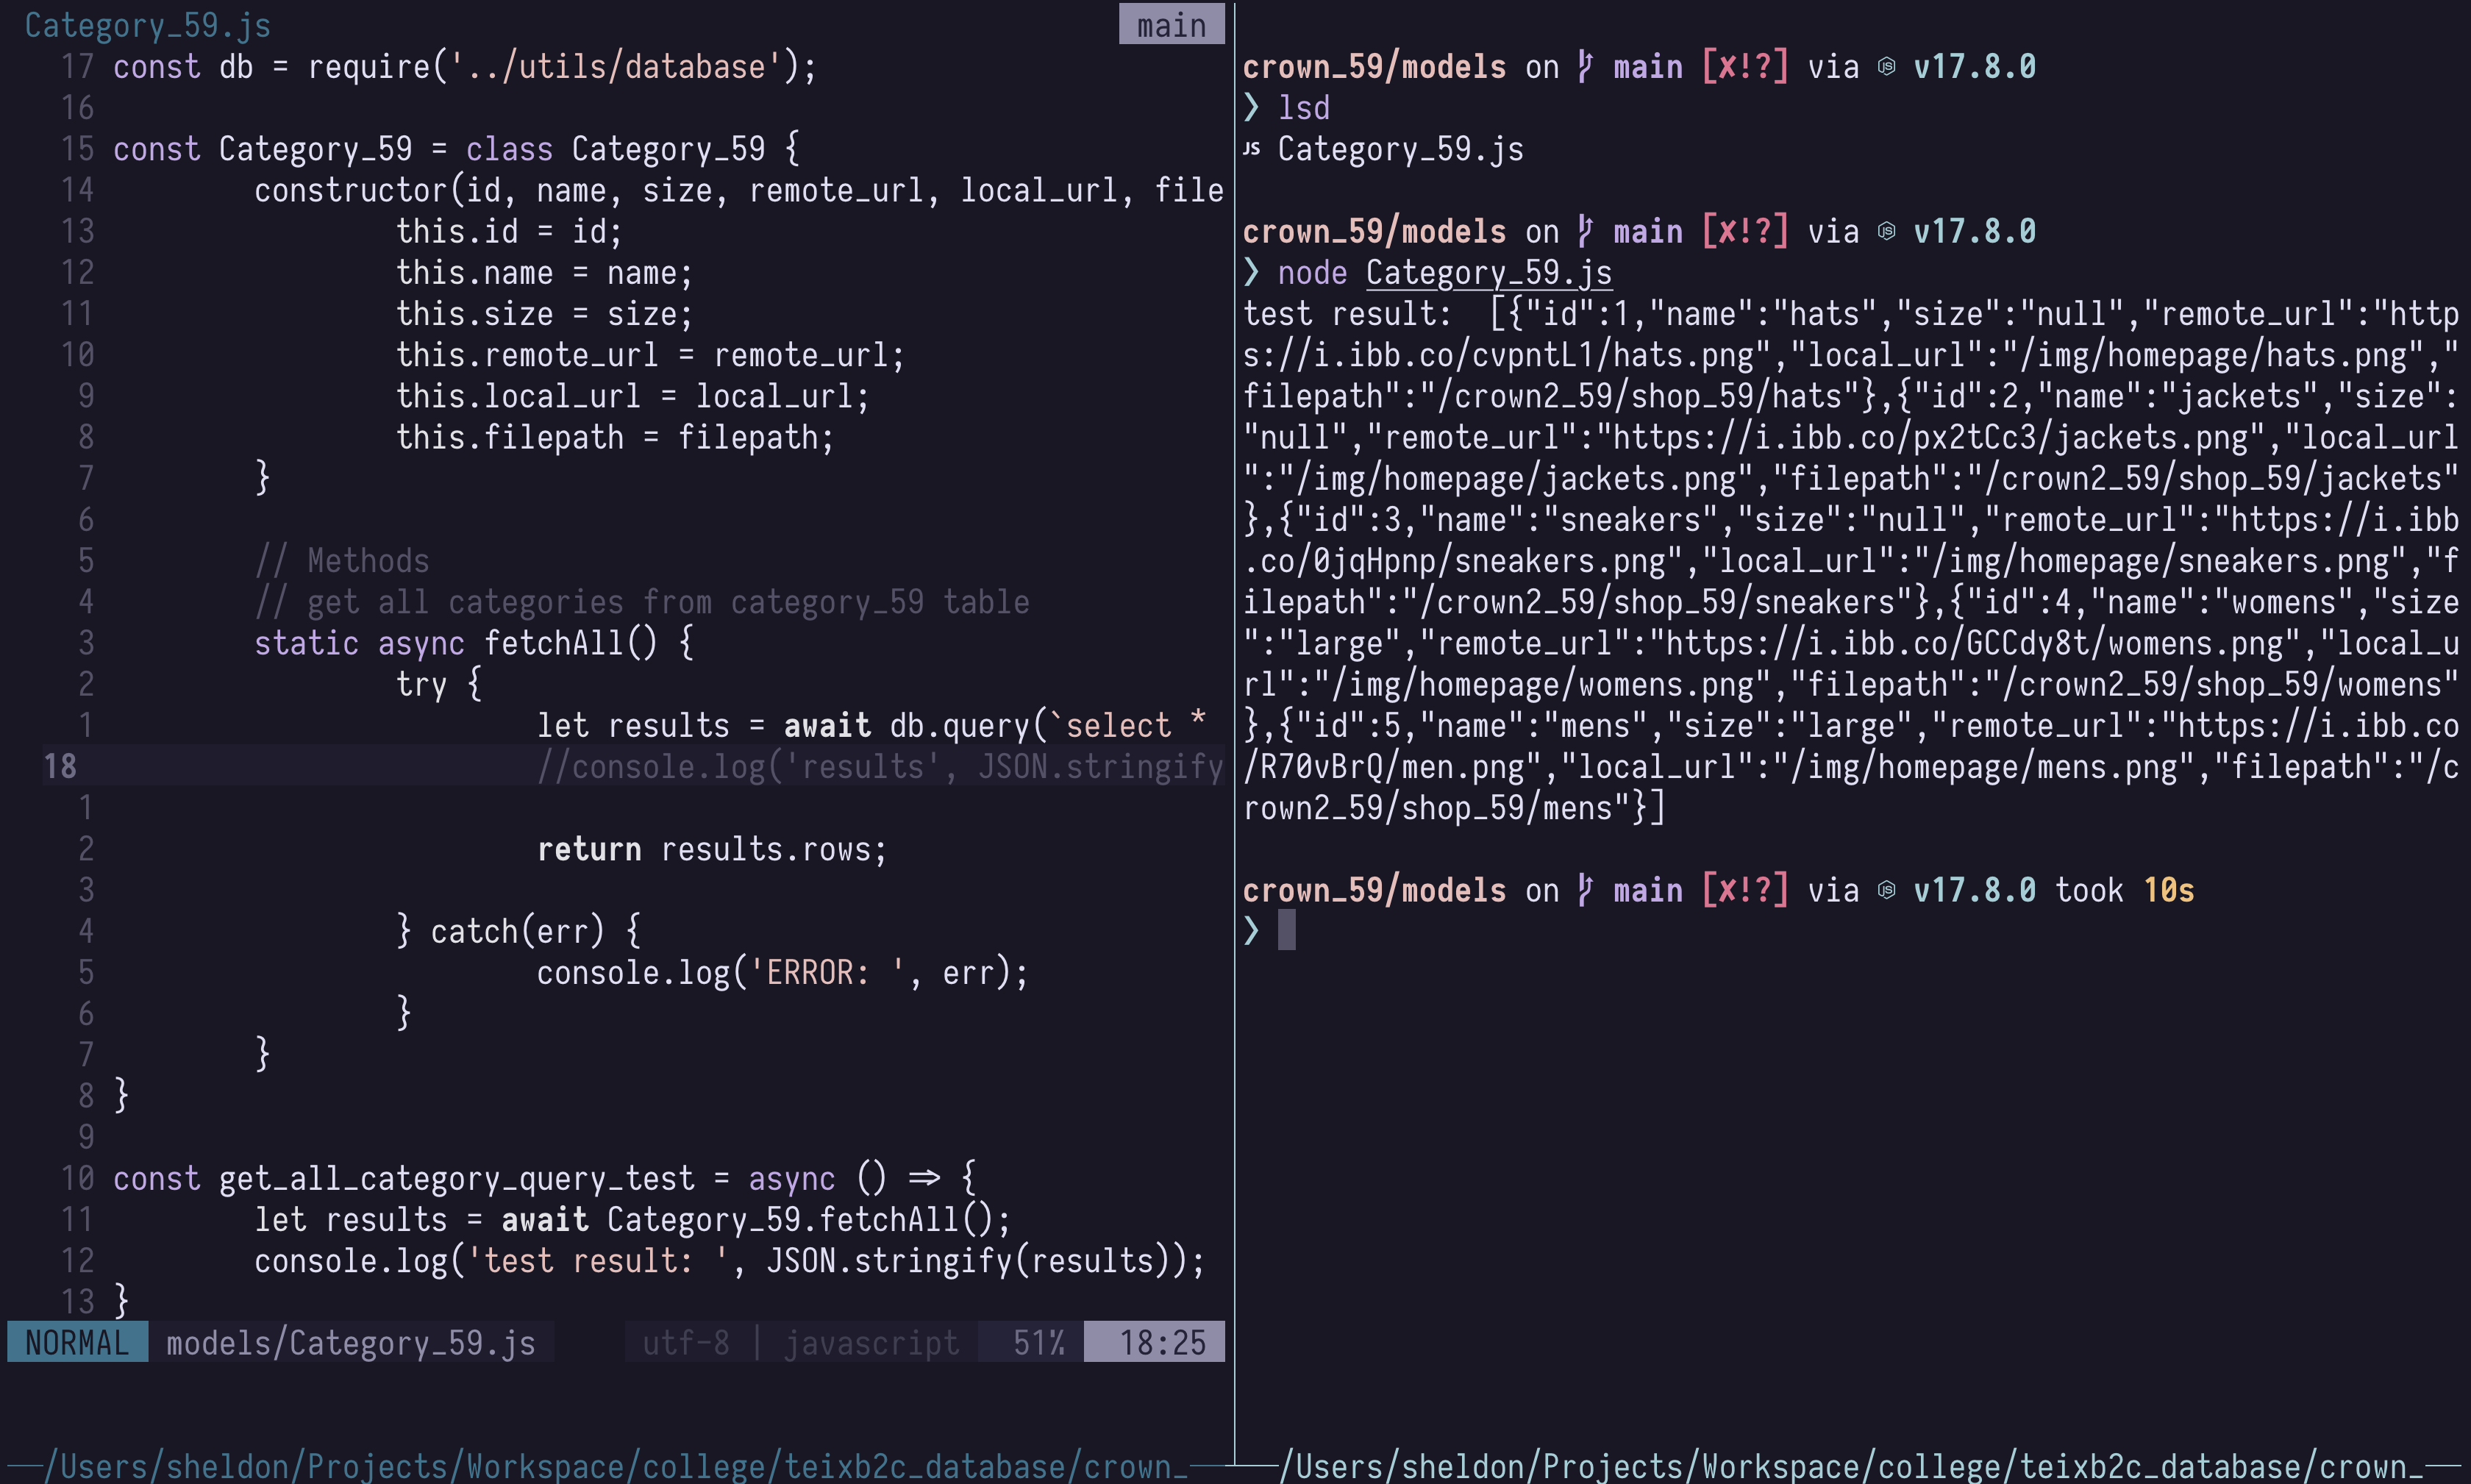 Category_59.js main
17 const db = require('../utils/database');
16
15 const Category_59 = class Category_59 {
14 constructor(id, name, size, remote_url, local_url, file
13 this.id = id;
12 this.name = name;
11 this.size = size;
10 this.remote_url = remote_url;
9 this.local_url = local_url;
8 this.filepath = filepath;
7 }
6
5 // Methods
4 // get all categories from category_59 table
3 static async fetchAll() {
2 try {
1 let results = await db.query(`select *
18 //console.log('results', JSON.stringify
1
2 return results.rows;
3
4 } catch(err) {
5 console.log('ERROR: ', err);
6 }
7 }
8 }
9
10 const get_all_category_query_test = async () => {
11 let results = await Category_59.fetchAll();
12 console.log('test result: ', JSON.stringify(results));
13 }
NORMAL models/Category_59.js utf-8 | javascript 51% 18:25
/Users/sheldon/Projects/Workspace/college/teixb2c_database/crown_
crown_59/models on main [✘!?] via v17.8.0
❯ lsd
JS Category_59.js
crown_59/models on main [✘!?] via v17.8.0
❯ node Category_59.js
test result:  [{"id":1,"name":"hats","size":"null","remote_url":"http
s://i.ibb.co/cvpntL1/hats.png","local_url":"/img/homepage/hats.png","
filepath":"/crown2_59/shop_59/hats"},{"id":2,"name":"jackets","size":
"null","remote_url":"https://i.ibb.co/px2tCc3/jackets.png","local_url
":"/img/homepage/jackets.png","filepath":"/crown2_59/shop_59/jackets"
},{"id":3,"name":"sneakers","size":"null","remote_url":"https://i.ibb
.co/0jqHpnp/sneakers.png","local_url":"/img/homepage/sneakers.png","f
ilepath":"/crown2_59/shop_59/sneakers"},{"id":4,"name":"womens","size
":"large","remote_url":"https://i.ibb.co/GCCdy8t/womens.png","local_u
rl":"/img/homepage/womens.png","filepath":"/crown2_59/shop_59/womens"
},{"id":5,"name":"mens","size":"large","remote_url":"https://i.ibb.co
/R70vBrQ/men.png","local_url":"/img/homepage/mens.png","filepath":"/c
rown2_59/shop_59/mens"}]
crown_59/models on main [✘!?] via v17.8.0 took 10s
❯
/Users/sheldon/Projects/Workspace/college/teixb2c_database/crown_